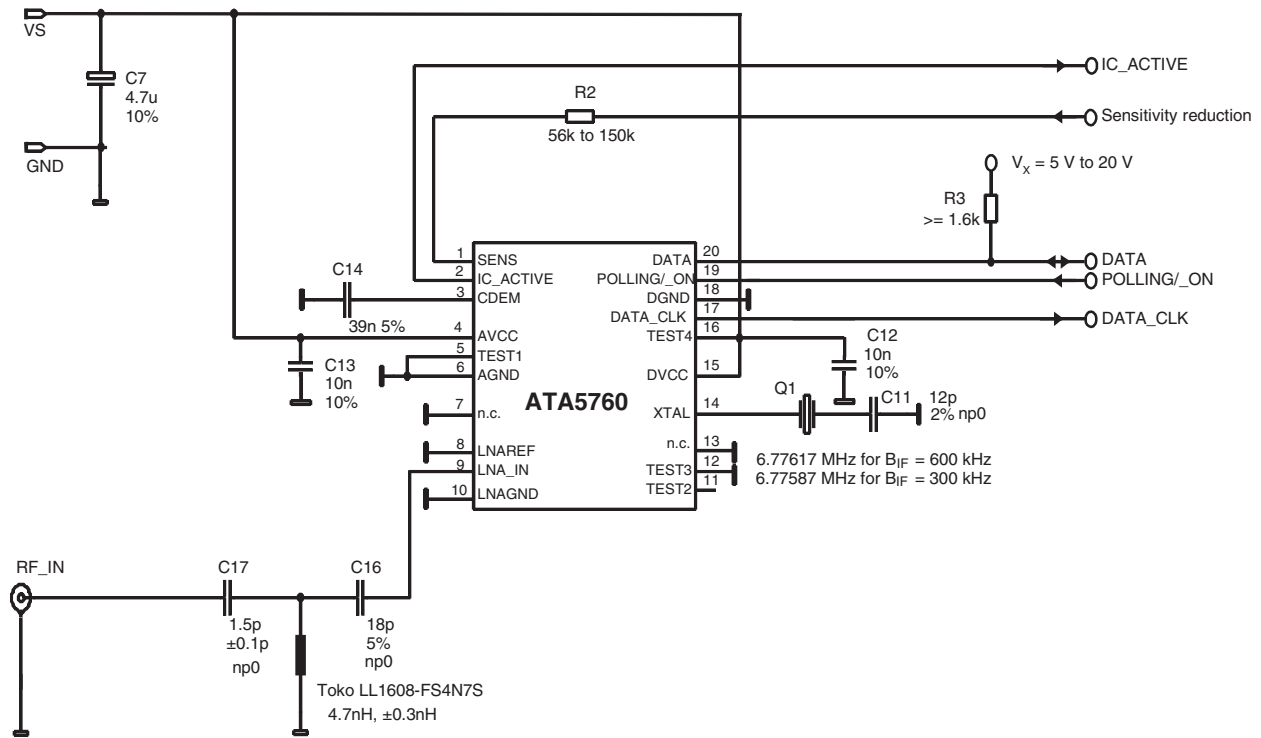 VS
C7
4.7u
10%
GND
IC_ACTIVE
R2
56k to 150k
Sensitivity reduction
VX = 5 V to 20 V
R3
>= 1.6k
C14
39n 5%
C13
10n
10%
1 SENS
2 IC_ACTIVE
3 CDEM
4 AVCC
5 TEST1
6 AGND
7 n.c.
8 LNAREF
9 LNA_IN
10 LNAGND
ATA5760
DATA 20
POLLING/_ON 19
DGND 18
DATA_CLK 17
TEST4 16
DVCC 15
XTAL 14
n.c. 13
TEST3 12
TEST2 11
DATA
POLLING/_ON
DATA_CLK
C12
10n
10%
Q1
C11
12p
2% np0
6.77617 MHz for BIF = 600 kHz
6.77587 MHz for BIF = 300 kHz
RF_IN
C17
1.5p
±0.1p
np0
C16
18p
5%
np0
Toko LL1608-FS4N7S
4.7nH, ±0.3nH